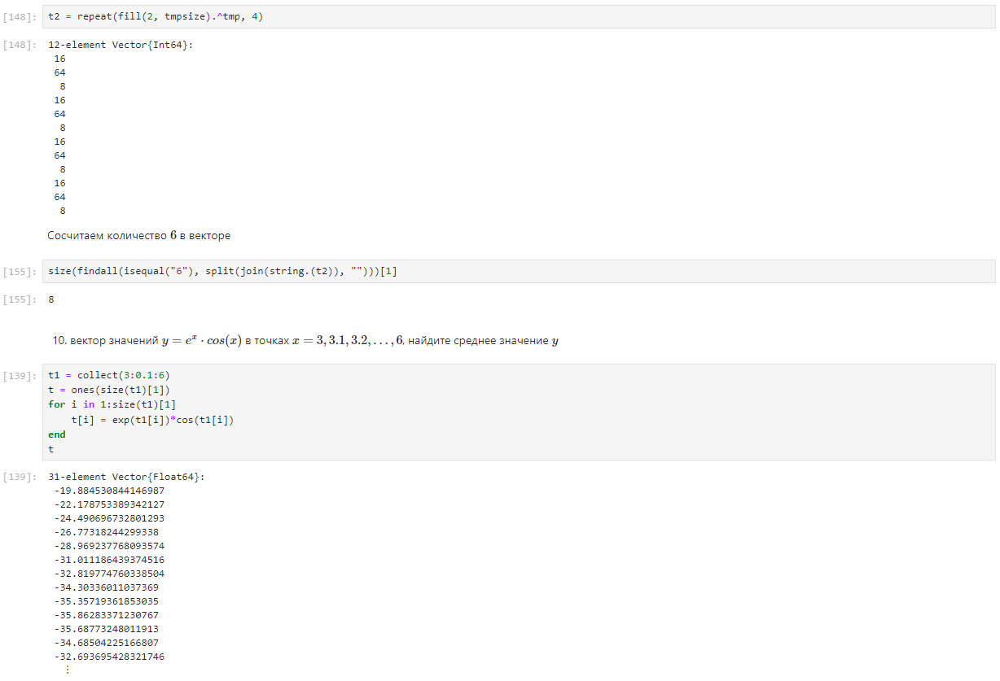 [148]: t2 = repeat(fill(2, tmpsize).^tmp, 4)
[148]: 12-element Vector{Int64}:
16
64
8
16
64
8
16
64
8
16
64
8
Сосчитаем количество 6 в векторе
[155]: size(findall(isequal("6"), split(join(string.(t2)), "")))[1]
[155]: 8
10. вектор значений y = e^x · cos(x) в точках x = 3, 3.1, 3.2, . . . , 6, найдите среднее значение y
[139]: t1 = collect(3:0.1:6)
t = ones(size(t1)[1])
for i in 1:size(t1)[1]
    t[i] = exp(t1[i])*cos(t1[i])
end
t
[139]: 31-element Vector{Float64}:
-19.884530844146987
-22.178753389342127
-24.490696732801293
-26.77318244299338
-28.969237768093574
-31.011186439374516
-32.819774760338504
-34.30336011037369
-35.35719361853035
-35.86283371230767
-35.68773248011913
-34.68504225166807
-32.693695428321746
⋮